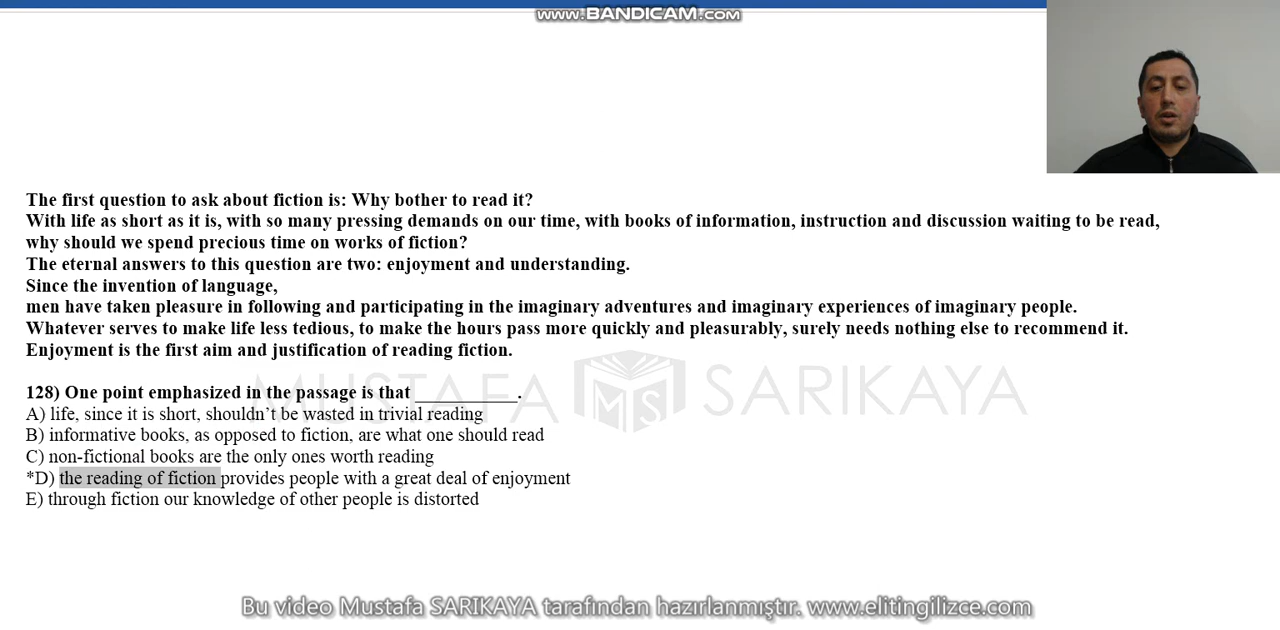 www.BANDICAM.com
The first question to ask about fiction is: Why bother to read it?
With life as short as it is, with so many pressing demands on our time, with books of information, instruction and discussion waiting to be read,
why should we spend precious time on works of fiction?
The eternal answers to this question are two: enjoyment and understanding.
Since the invention of language,
men have taken pleasure in following and participating in the imaginary adventures and imaginary experiences of imaginary people.
Whatever serves to make life less tedious, to make the hours pass more quickly and pleasurably, surely needs nothing else to recommend it.
Enjoyment is the first aim and justification of reading fiction.
MUSTAFA MS SARIKAYA
128) One point emphasized in the passage is that ___________.
A) life, since it is short, shouldn’t be wasted in trivial reading
B) informative books, as opposed to fiction, are what one should read
C) non-fictional books are the only ones worth reading
*D) the reading of fiction provides people with a great deal of enjoyment
E) through fiction our knowledge of other people is distorted
Bu video Mustafa SARIKAYA tarafından hazırlanmıştır. www.elitingilizce.com